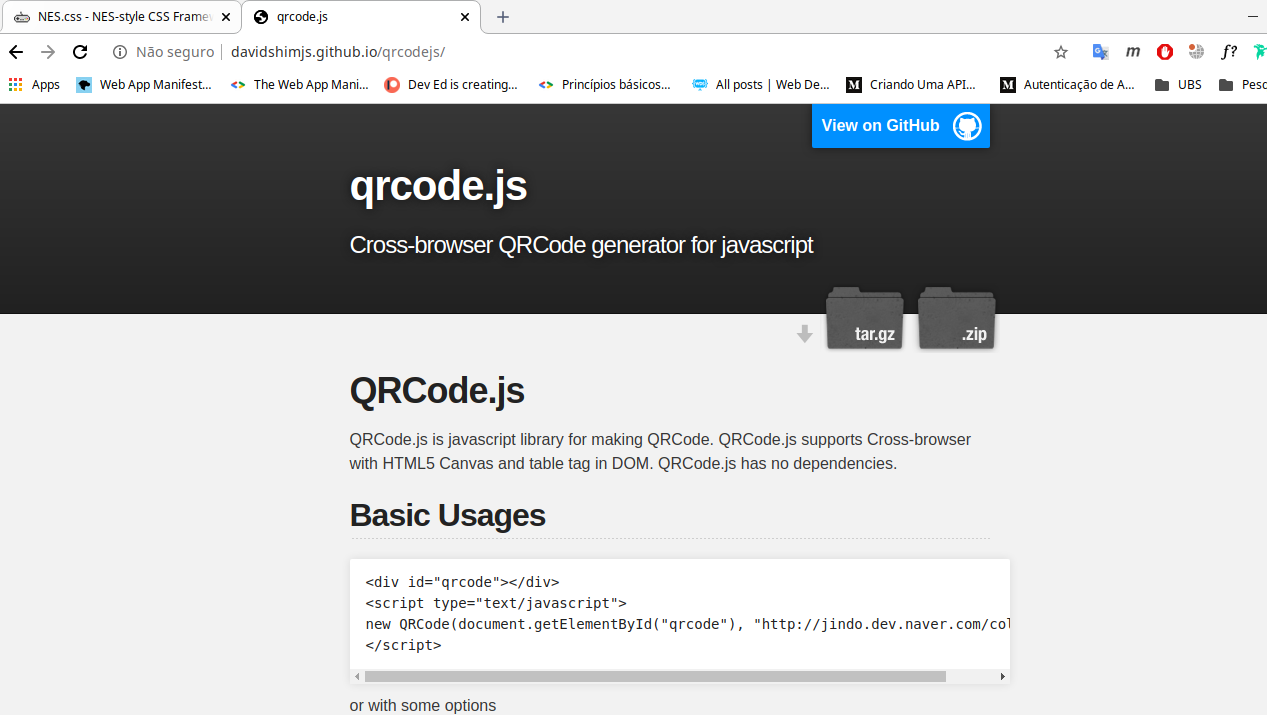 NES.css - NES-style CSS Framew
qrcode.js
Não seguro
davidshimjs.github.io/qrcodejs/
m
f?
Apps
Web App Manifest...
The Web App Mani...
Dev Ed is creating...
Princípios básicos...
All posts | Web De...
Criando Uma API...
Autenticação de A...
UBS
Pesc
View on GitHub
qrcode.js
Cross-browser QRCode generator for javascript
tar.gz
.zip
QRCode.js
QRCode.js is javascript library for making QRCode. QRCode.js supports Cross-browser
with HTML5 Canvas and table tag in DOM. QRCode.js has no dependencies.
Basic Usages
<div id="qrcode"></div>
<script type="text/javascript">
new QRCode(document.getElementById("qrcode"), "http://jindo.dev.naver.com/col
</script>
or with some options